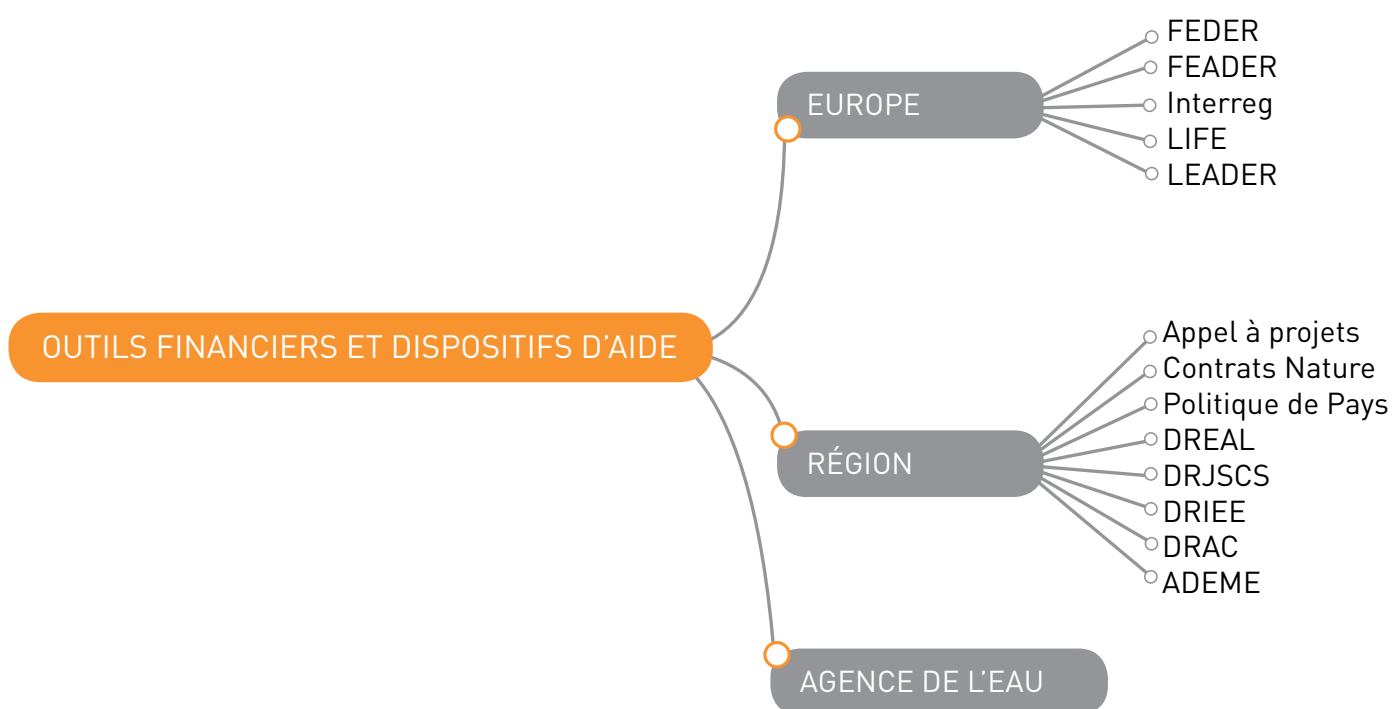 OUTILS FINANCIERS ET DISPOSITIFS D'AIDE
EUROPE
FEDER
FEADER
Interreg
LIFE
LEADER
RÉGION
Appel à projets
Contrats Nature
Politique de Pays
DREAL
DRJSCS
DRIEE
DRAC
ADEME
AGENCE DE L'EAU